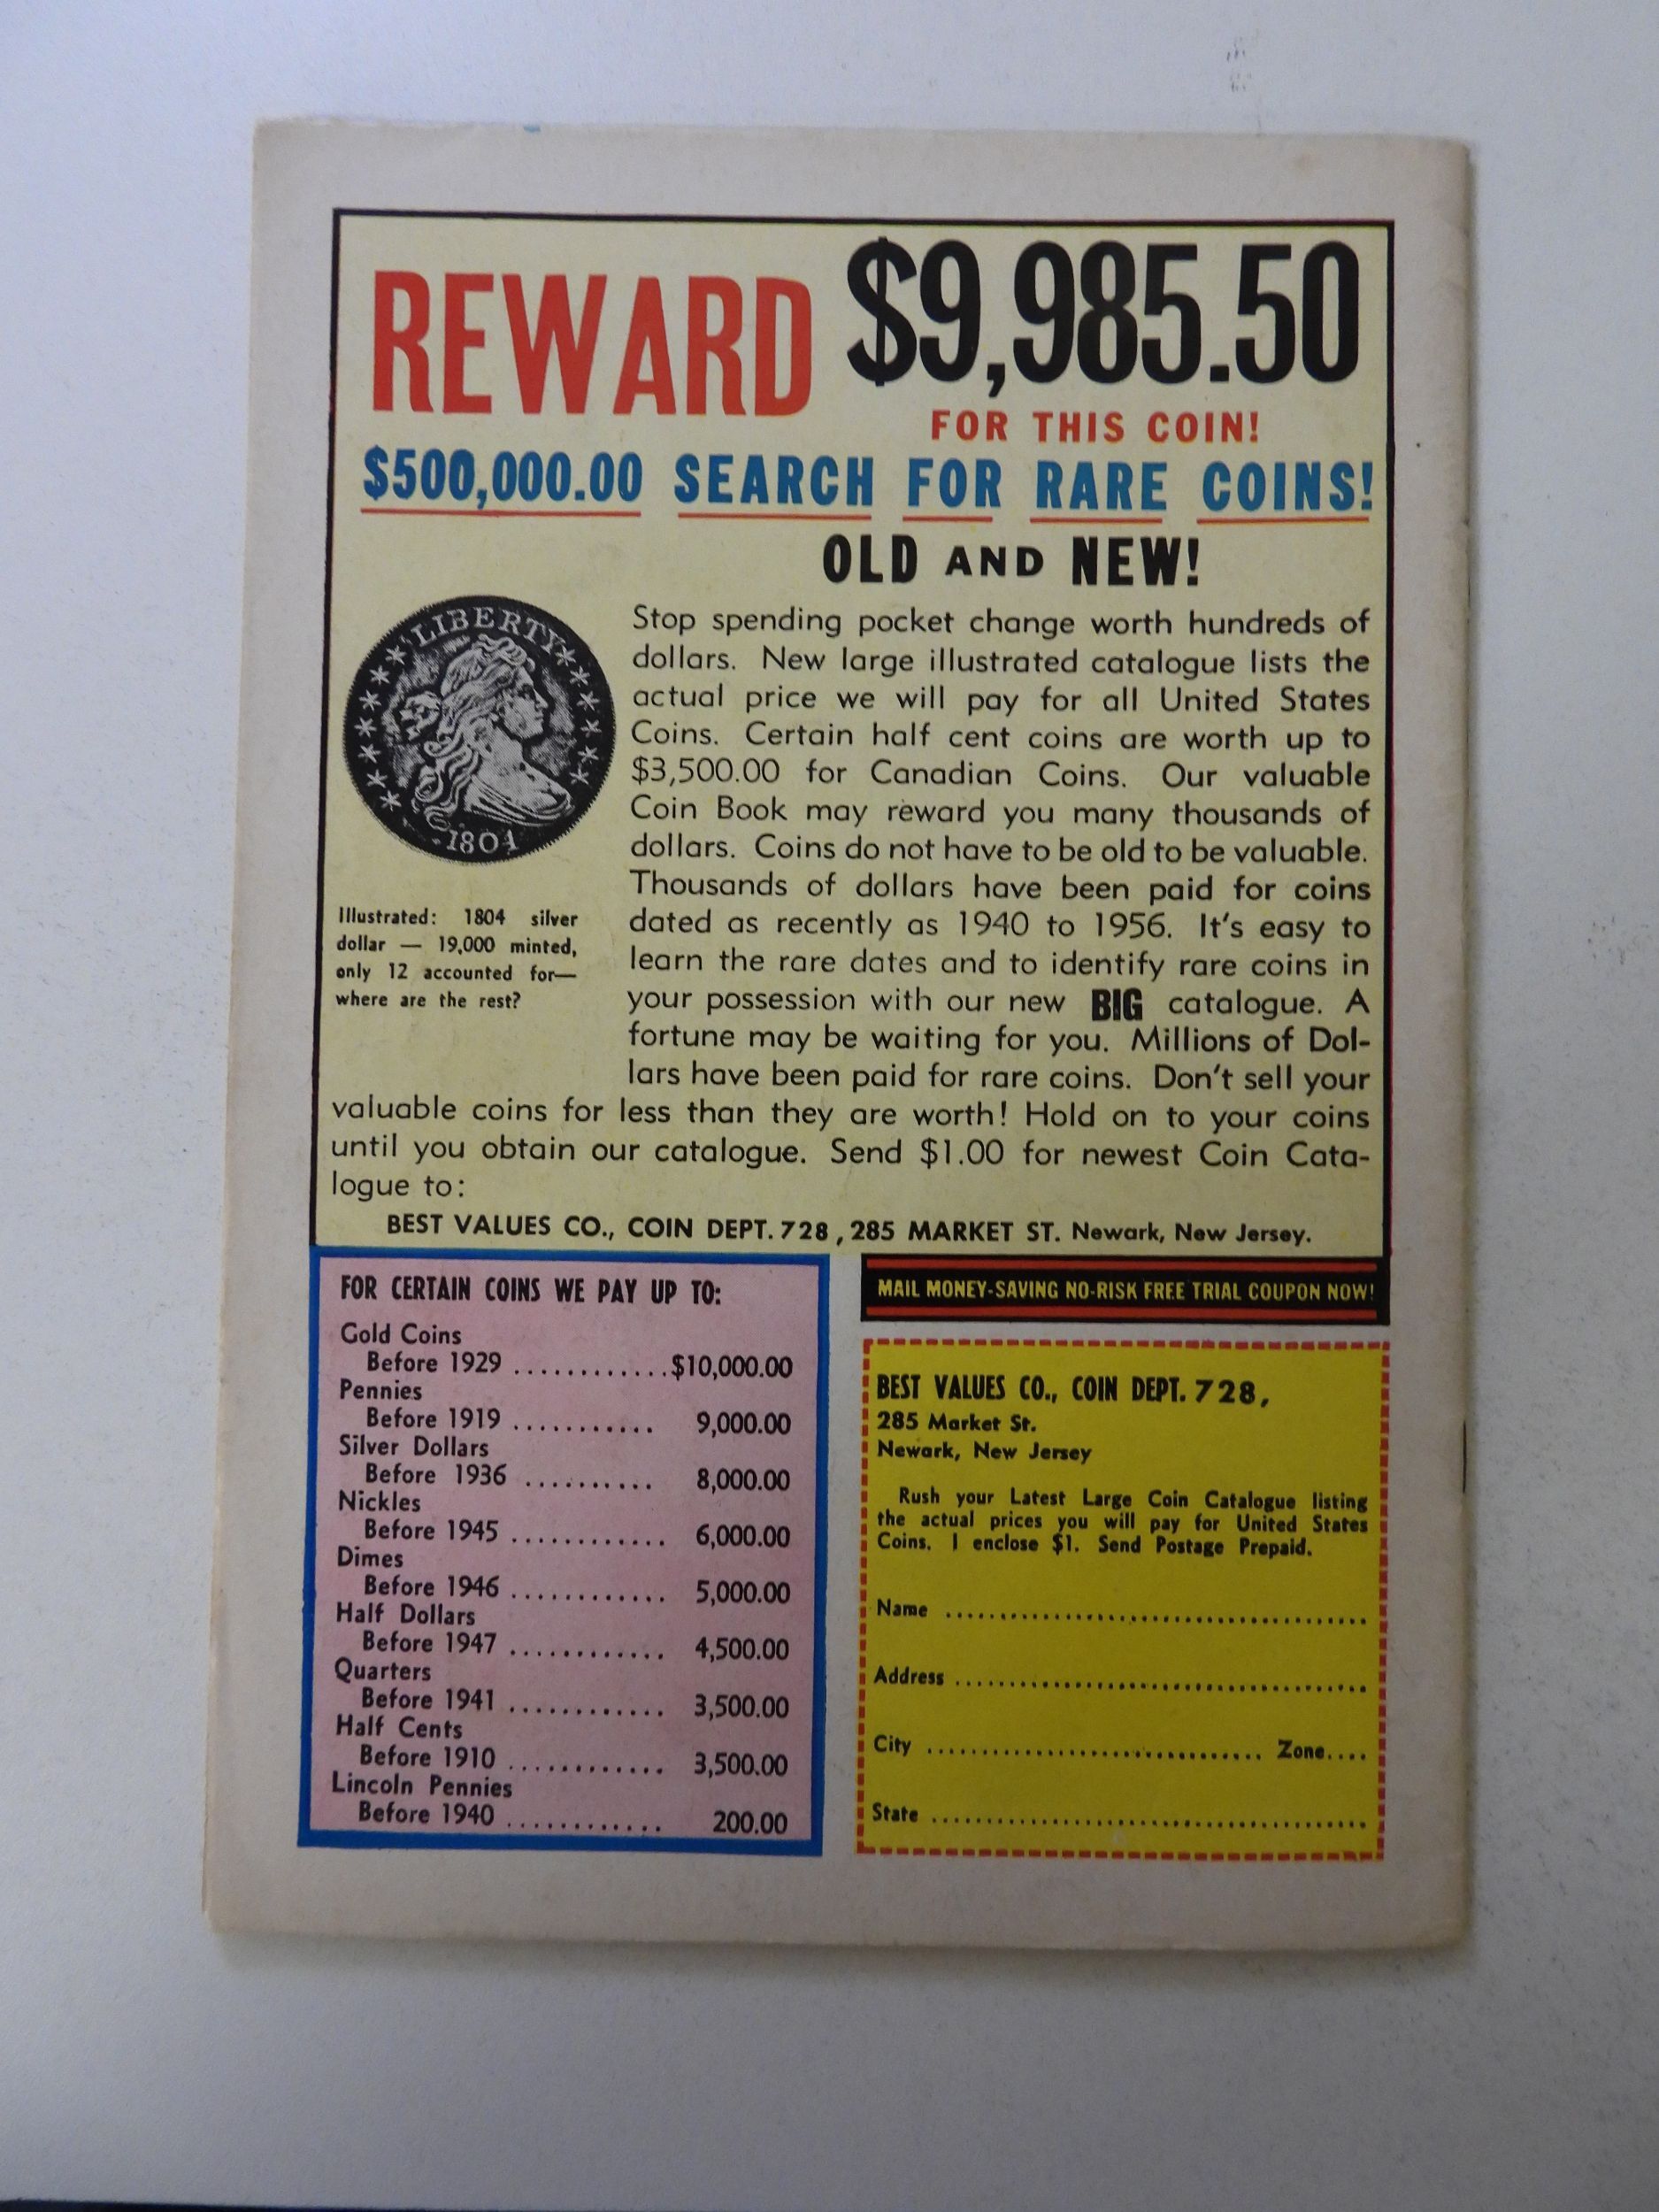 REWARD $9,985.50
FOR THIS COIN!
$500,000.00 SEARCH FOR RARE COINS!
OLD AND NEW!
LIBERTY
1804
Illustrated: 1804 silver
dollar — 19,000 minted,
only 12 accounted for—
where are the rest?
Stop spending pocket change worth hundreds of
dollars. New large illustrated catalogue lists the
actual price we will pay for all United States
Coins. Certain half cent coins are worth up to
$3,500.00 for Canadian Coins. Our valuable
Coin Book may reward you many thousands of
dollars. Coins do not have to be old to be valuable.
Thousands of dollars have been paid for coins
dated as recently as 1940 to 1956. It's easy to
learn the rare dates and to identify rare coins in
your possession with our new BIG catalogue. A
fortune may be waiting for you. Millions of Dol-
lars have been paid for rare coins. Don't sell your
valuable coins for less than they are worth! Hold on to your coins
until you obtain our catalogue. Send $1.00 for newest Coin Cata-
logue to:
BEST VALUES CO., COIN DEPT. 728, 285 MARKET ST. Newark, New Jersey.
FOR CERTAIN COINS WE PAY UP TO:
Gold Coins
Before 1929 ............$10,000.00
Pennies
Before 1919 ........... 9,000.00
Silver Dollars
Before 1936 .......... 8,000.00
Nickles
Before 1945 ............ 6,000.00
Dimes
Before 1946 ............ 5,000.00
Half Dollars
Before 1947 ............ 4,500.00
Quarters
Before 1941 ............ 3,500.00
Half Cents
Before 1910 ............ 3,500.00
Lincoln Pennies
Before 1940 ............ 200.00
MAIL MONEY-SAVING NO-RISK FREE TRIAL COUPON NOW!
BEST VALUES CO., COIN DEPT. 728,
285 Market St.
Newark, New Jersey
Rush your Latest Large Coin Catalogue listing
the actual prices you will pay for United States
Coins. I enclose $1. Send Postage Prepaid.
Name ........................................
Address ......................................
City ............................... Zone....
State ........................................